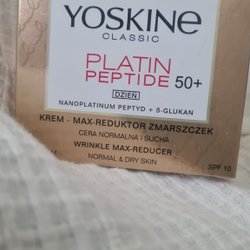 YOSKINE
CLASSIC
PLATIN
PEPTIDE 50+
DZIEŃ
NANOPLATINUM PEPTYD + ß-GLUKAN
KREM - MAX-REDUKTOR ZMARSZCZEK
CERA NORMALNA I SUCHA
WRINKLE MAX-REDUCER
NORMAL & DRY SKIN
SPF 10